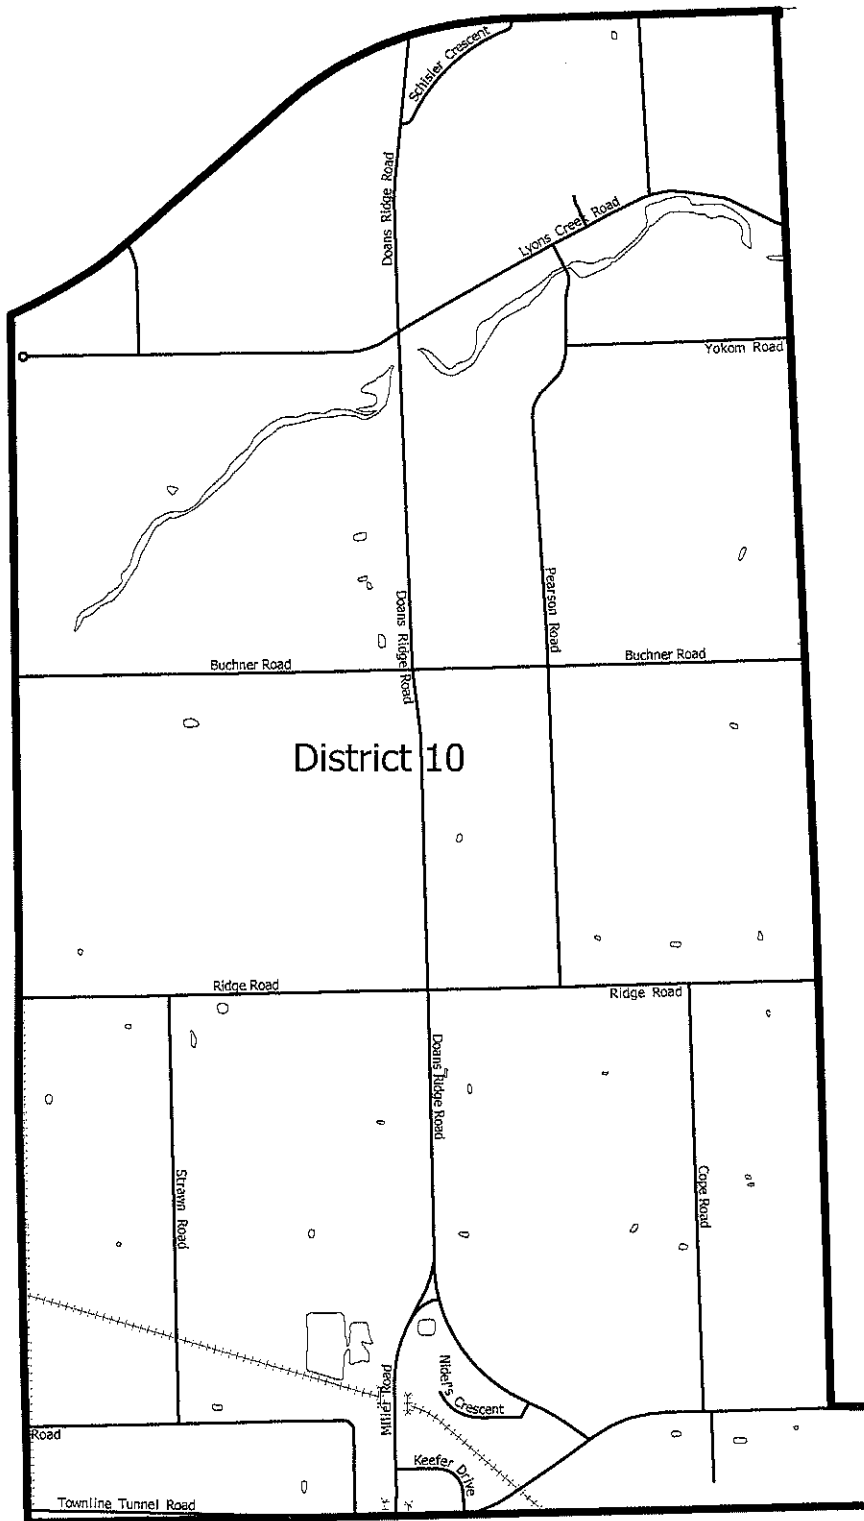 Schisler Crescent
Doans Ridge Road
Lyons Creek Road
Yokom Road
Pearson Road
Doans Ridge Road
Buchner Road
Buchner Road
District 10
Ridge Road
Ridge Road
Doans Ridge Road
Strawn Road
Cope Road
Miller Road
Nidel's Crescent
Road
Keefer Drive
Townline Tunnel Road